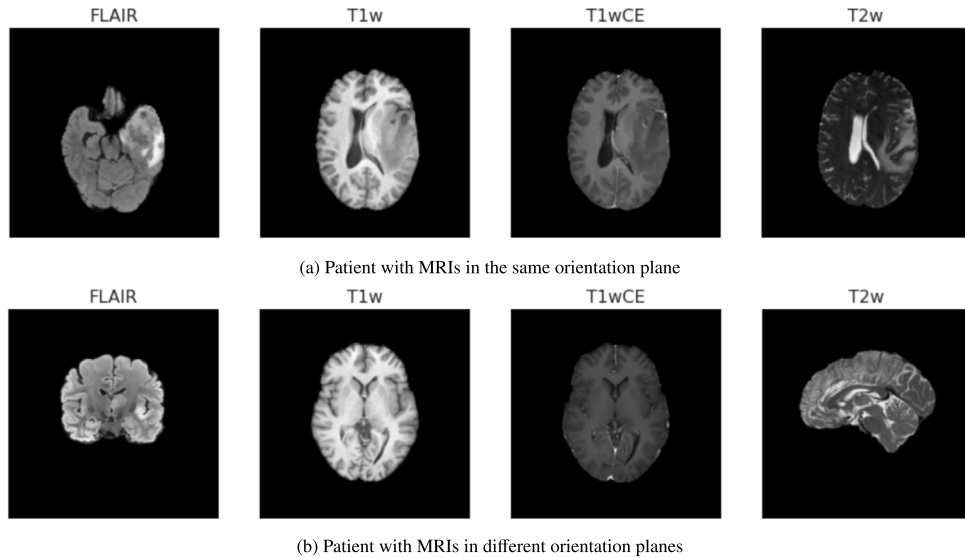 FLAIR T1w T1wCE T2w
(a) Patient with MRIs in the same orientation plane
FLAIR T1w T1wCE T2w
(b) Patient with MRIs in different orientation planes